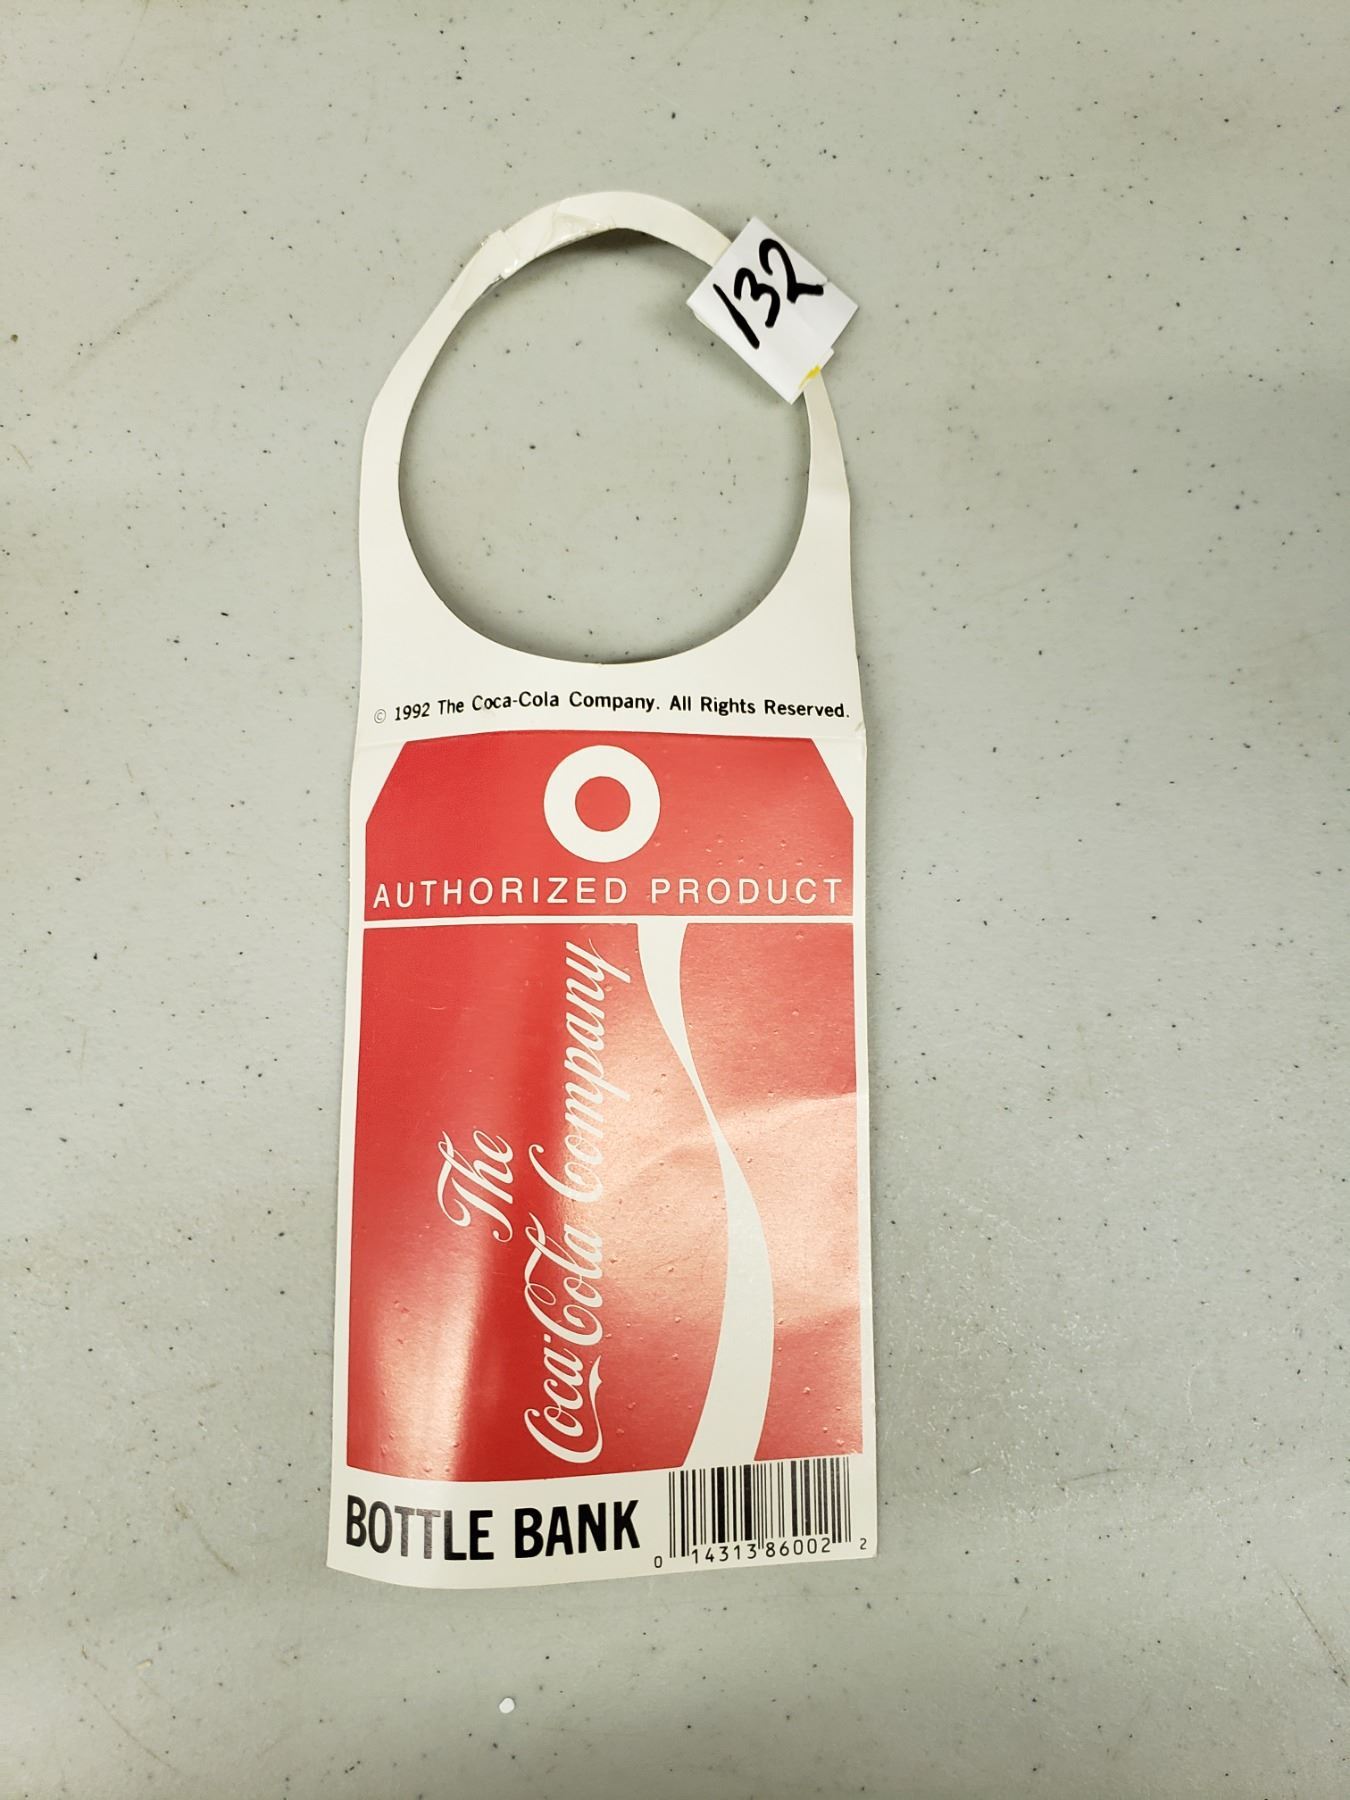 132
© 1992 The Coca-Cola Company. All Rights Reserved.
AUTHORIZED PRODUCT
The
Coca-Cola Company
BOTTLE BANK
0 14313 86002 2